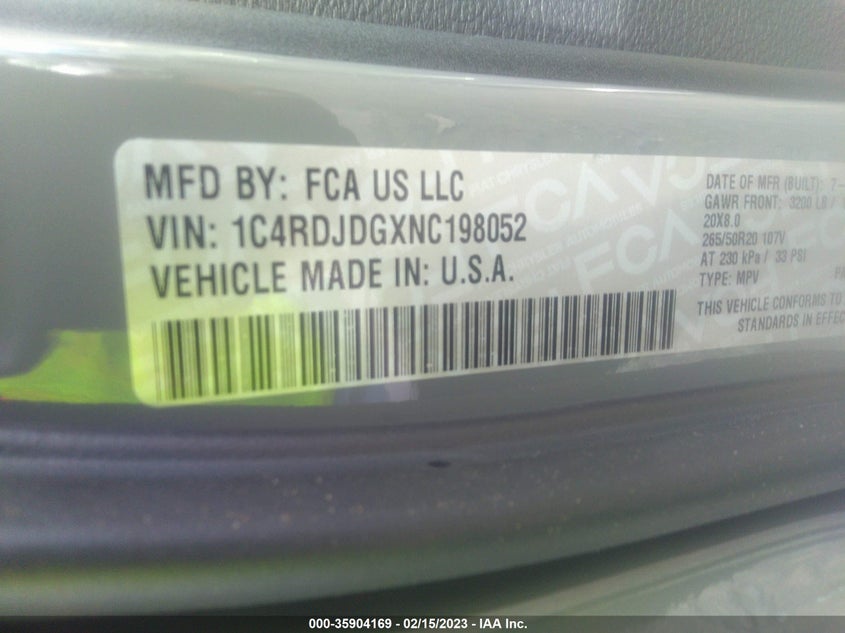 MFD BY: FCA US LLC
VIN: 1C4RDJDGXNC198052
VEHICLE MADE IN: U.S.A.
DATE OF MFR (BUILT): 7-
GAWR FRONT: 3200 LB /
20X8.0
265/50R20 107V
AT 230 kPa / 33 PSI
TYPE: MPV
THIS VEHICLE CONFORMS TO
STANDARDS IN EFFEC
000-35904169 - 02/15/2023 - IAA Inc.